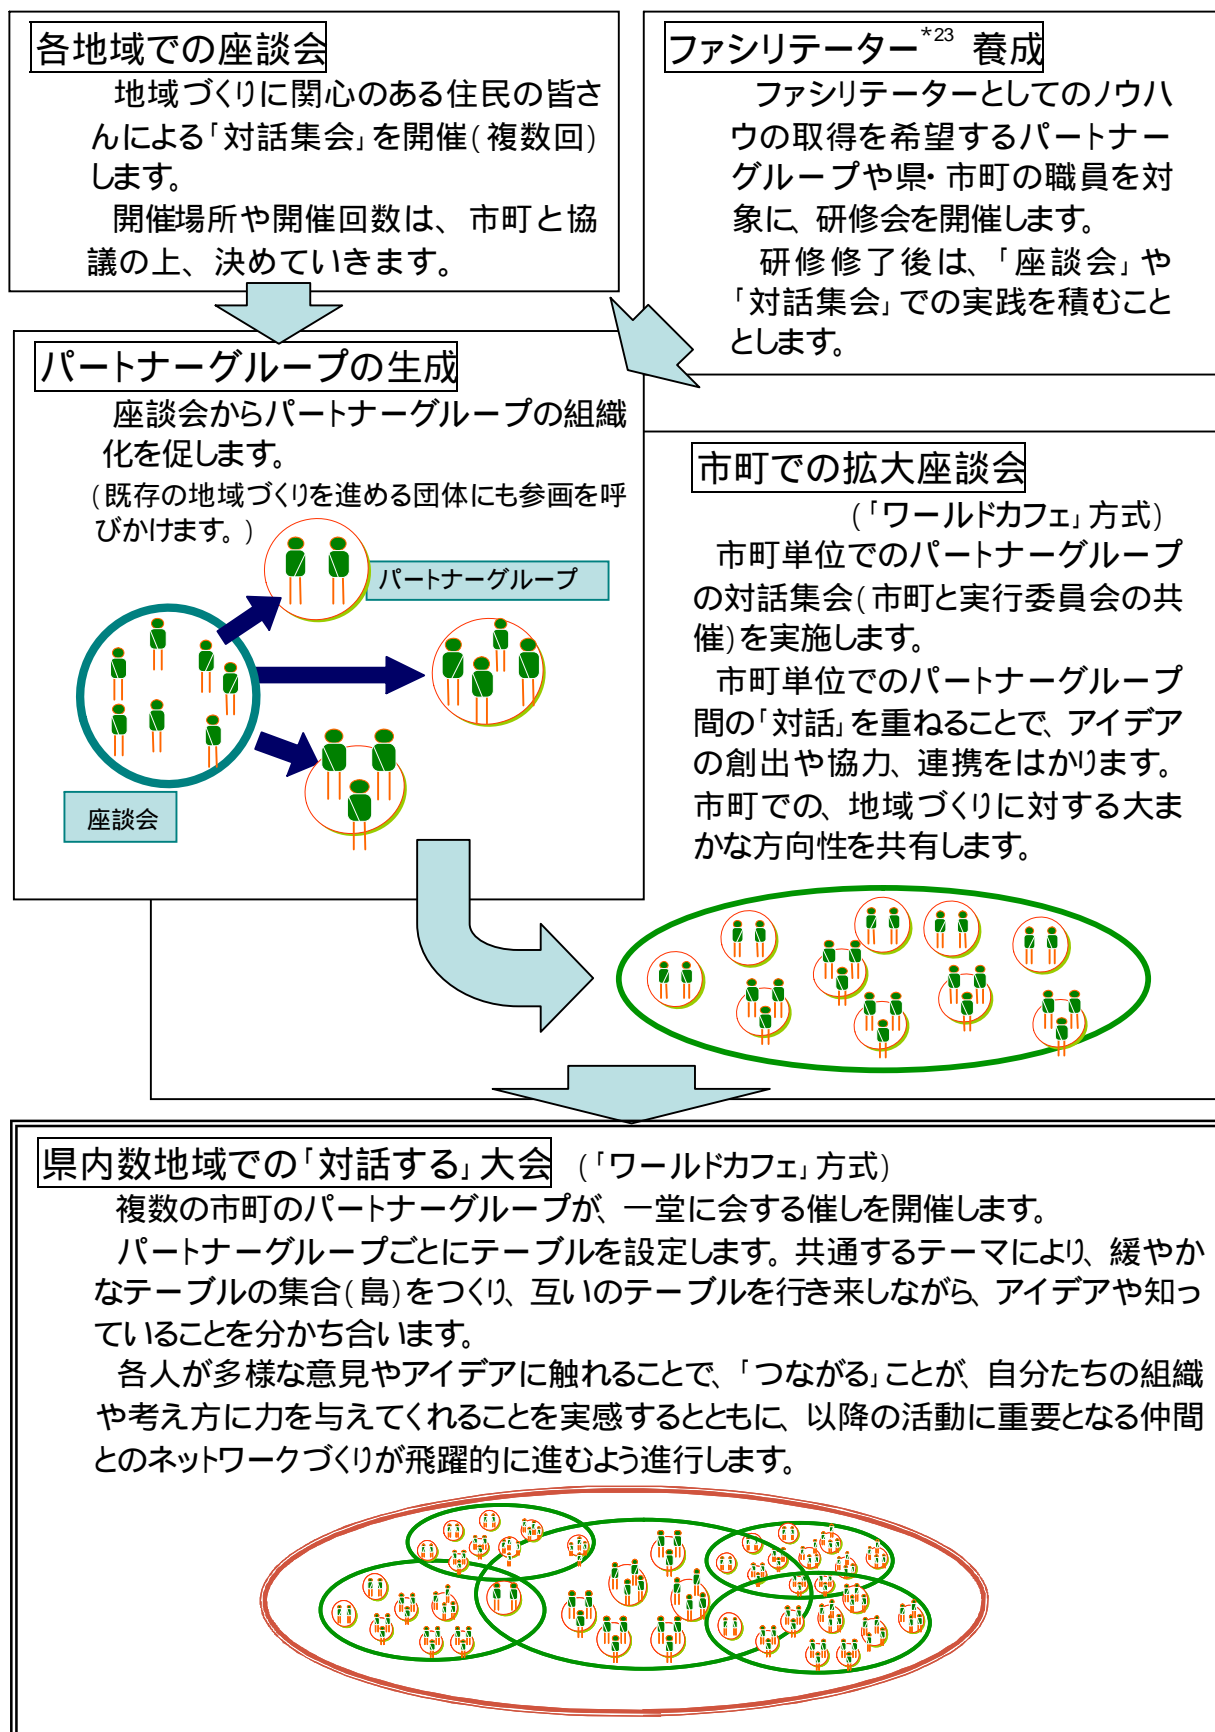 各地域での座談会
地域づくりに関心のある住民の皆さ
んによる「対話集会」を開催(複数回)
します。
開催場所や開催回数は、市町と協
議の上、決めていきます。
ファシリテーター*23 養成
ファシリテーターとしてのノウハ
ウの取得を希望するパートナー
グループや県・市町の職員を対
象に、研修会を開催します。
研修修了後は、「座談会」や
「対話集会」での実践を積むこと
とします。
パートナーグループの生成
座談会からパートナーグループの組織
化を促します。
(既存の地域づくりを進める団体にも参画を呼
びかけます。)
パートナーグループ
座談会
市町での拡大座談会
(「ワールドカフェ」方式)
市町単位でのパートナーグループ
の対話集会(市町と実行委員会の共
催)を実施します。
市町単位でのパートナーグループ
間の「対話」を重ねることで、アイデア
の創出や協力、連携をはかります。
市町での、地域づくりに対する大ま
かな方向性を共有します。
県内数地域での「対話する」大会 (「ワールドカフェ」方式)
複数の市町のパートナーグループが、一堂に会する催しを開催します。
パートナーグループごとにテーブルを設定します。共通するテーマにより、緩やか
なテーブルの集合(島)をつくり、互いのテーブルを行き来しながら、アイデアや知っ
ていることを分かち合います。
各人が多様な意見やアイデアに触れることで、「つながる」ことが、自分たちの組織
や考え方に力を与えてくれることを実感するとともに、以降の活動に重要となる仲間
とのネットワークづくりが飛躍的に進むよう進行します。